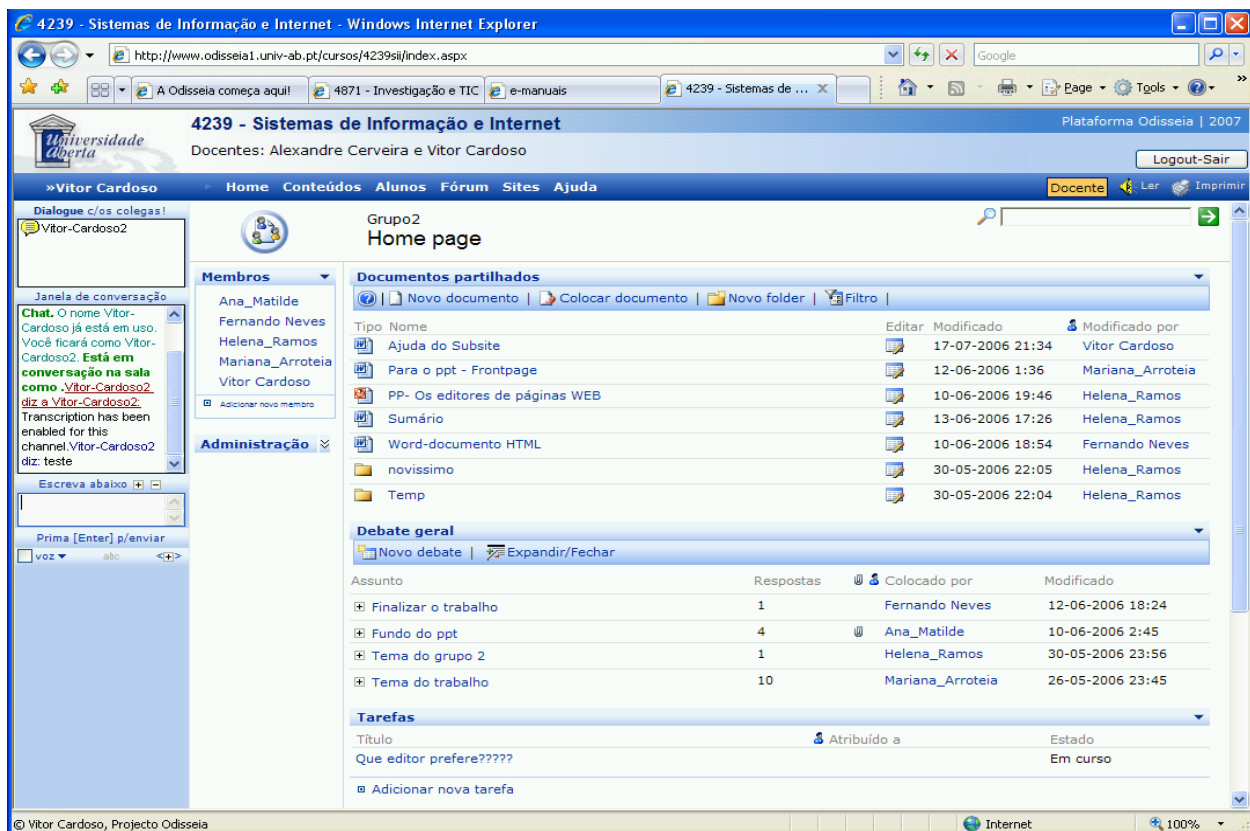 4239 - Sistemas de Informação e Internet - Windows Internet Explorer
http://www.odisseia1.univ-ab.pt/cursos/4239sii/index.aspx
Google
A Odisseia começa aqui!
4871 - Investigação e TIC
e-manuais
4239 - Sistemas de ...
Page
Tools
Universidade
Aberta
4239 - Sistemas de Informação e Internet
Docentes: Alexandre Cerveira e Vitor Cardoso
Plataforma Odisseia | 2007
Logout-Sair
»Vitor Cardoso
Home Conteúdos Alunos Fórum Sites Ajuda
Docente Ler Imprimir
Dialogue c/os colegas!
Vitor-Cardoso2
Janela de conversação
Chat. O nome Vitor-
Cardoso já está em uso.
Você ficará como Vitor-
Cardoso2. Está em
conversação na sala
como .Vitor-Cardoso2
diz a Vitor-Cardoso2:
Transcription has been
enabled for this
channel.Vitor-Cardoso2
diz: teste
Escreva abaixo
Prima [Enter] p/enviar
voz abc <+>
Grupo2
Home page
Membros
Ana_Matilde
Fernando Neves
Helena_Ramos
Mariana_Arroteia
Vitor Cardoso
Adicionar novo membro
Administração
Documentos partilhados
| Novo documento | Colocar documento | Novo folder | Filtro |
Tipo Nome Editar Modificado Modificado por
Ajuda do Subsite 17-07-2006 21:34 Vitor Cardoso
Para o ppt - Frontpage 12-06-2006 1:36 Mariana_Arroteia
PP- Os editores de páginas WEB 10-06-2006 19:46 Helena_Ramos
Sumário 13-06-2006 17:26 Helena_Ramos
Word-documento HTML 10-06-2006 18:54 Fernando Neves
novissimo 30-05-2006 22:05 Helena_Ramos
Temp 30-05-2006 22:04 Helena_Ramos
Debate geral
Novo debate | Expandir/Fechar
Assunto Respostas Colocado por Modificado
Finalizar o trabalho 1 Fernando Neves 12-06-2006 18:24
Fundo do ppt 4 Ana_Matilde 10-06-2006 2:45
Tema do grupo 2 1 Helena_Ramos 30-05-2006 23:56
Tema do trabalho 10 Mariana_Arroteia 26-05-2006 23:45
Tarefas
Título Atribuído a Estado
Que editor prefere????? Em curso
Adicionar nova tarefa
© Vitor Cardoso, Projecto Odisseia
Internet
100%